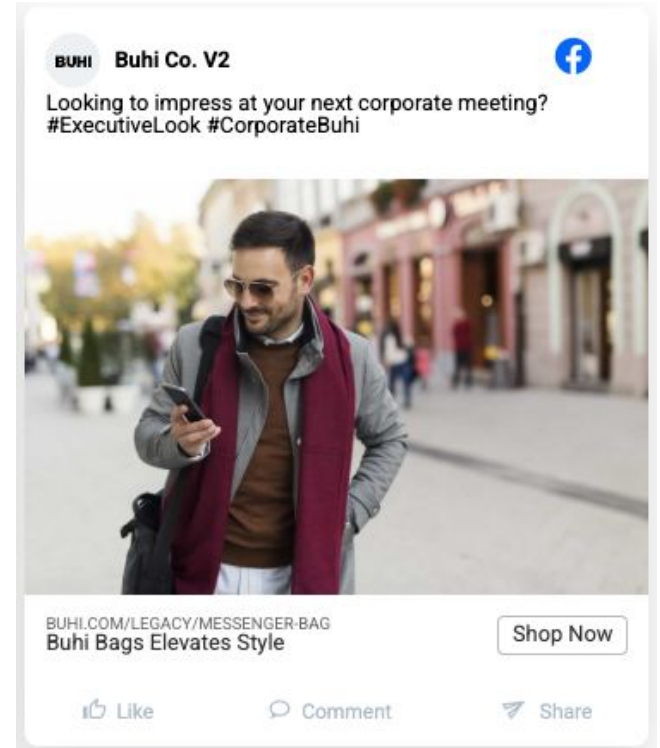 BUHI Buhi Co. V2
Looking to impress at your next corporate meeting?
#ExecutiveLook #CorporateBuhi
BUHI.COM/LEGACY/MESSENGER-BAG
Buhi Bags Elevates Style
Shop Now
Like Comment Share